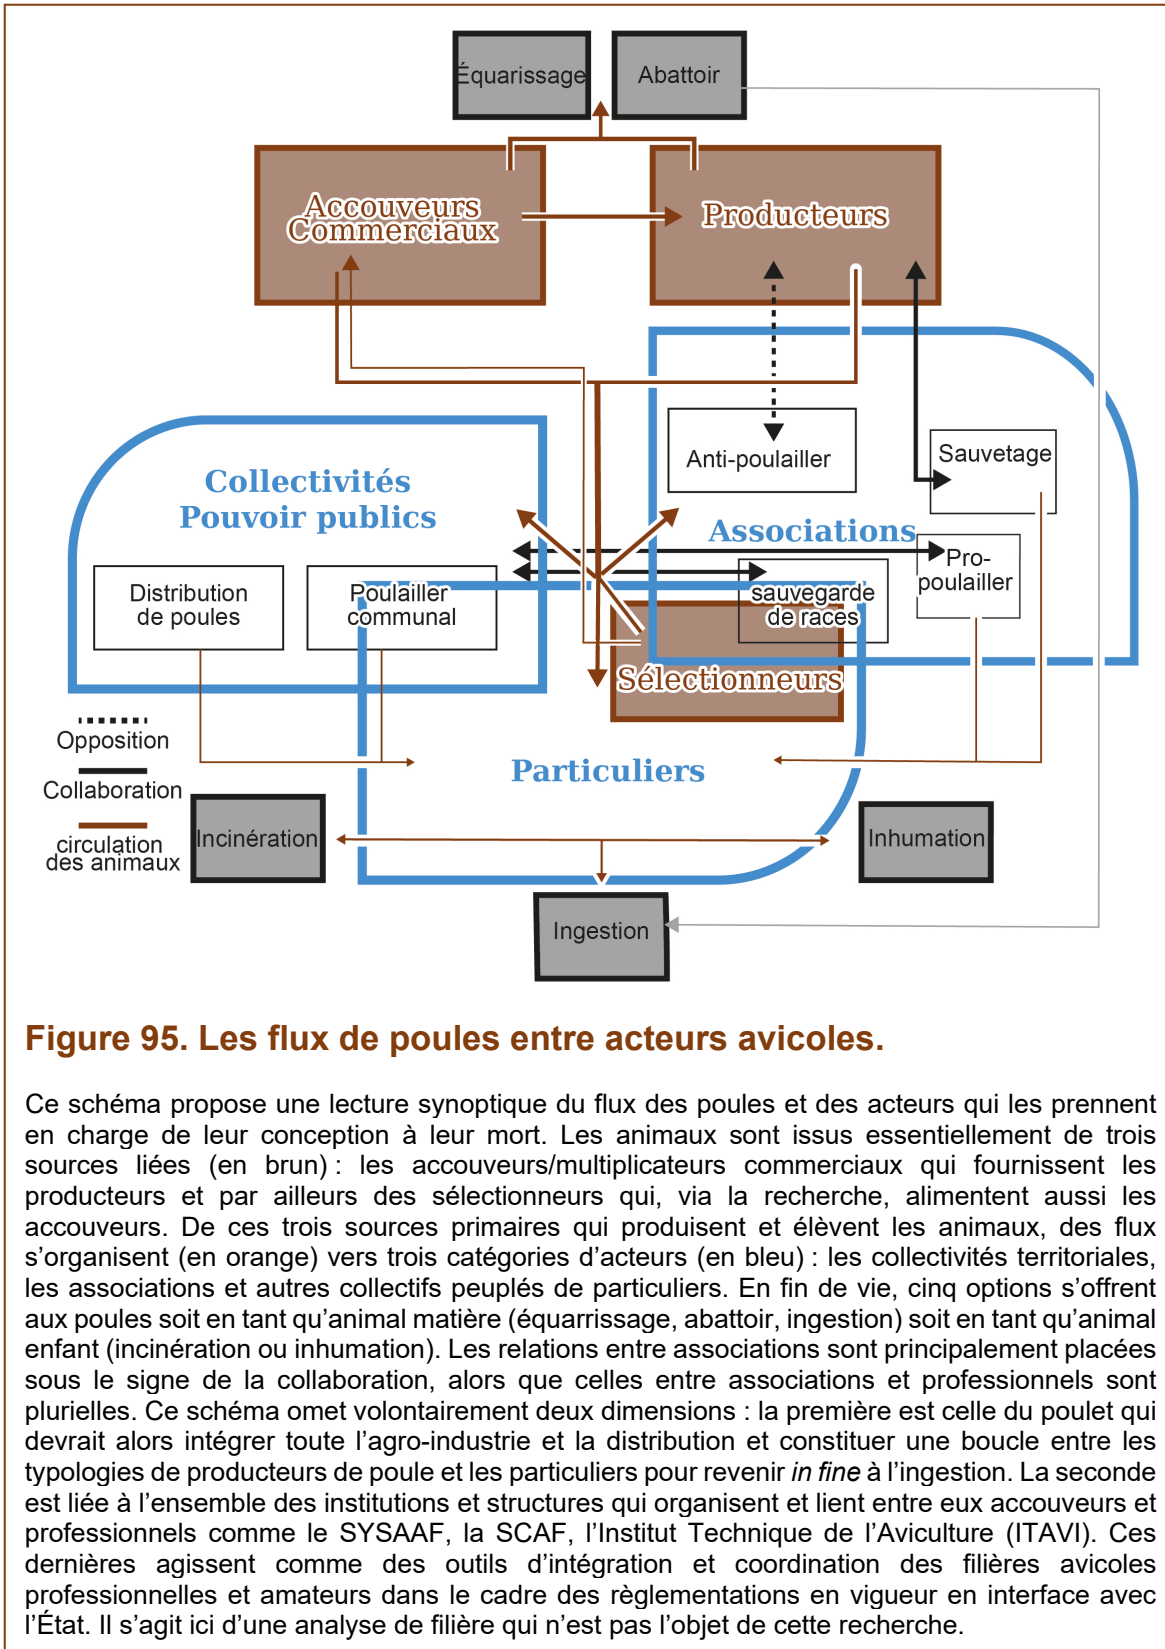 Équarissage
Abattoir
Accouveurs
Commerciaux
Producteurs
Anti-poulailler
Sauvetage
Collectivités
Pouvoir publics
Associations
Pro-
poulailler
Distribution
de poules
Poulailler
communal
sauvegarde
de races
Sélectionneurs
Opposition
Collaboration
circulation
des animaux
Particuliers
Incinération
Inhumation
Ingestion
Figure 95. Les flux de poules entre acteurs avicoles.
Ce schéma propose une lecture synoptique du flux des poules et des acteurs qui les prennent
en charge de leur conception à leur mort. Les animaux sont issus essentiellement de trois
sources liées (en brun) : les accouveurs/multiplicateurs commerciaux qui fournissent les
producteurs et par ailleurs des sélectionneurs qui, via la recherche, alimentent aussi les
accouveurs. De ces trois sources primaires qui produisent et élèvent les animaux, des flux
s’organisent (en orange) vers trois catégories d’acteurs (en bleu) : les collectivités territoriales,
les associations et autres collectifs peuplés de particuliers. En fin de vie, cinq options s’offrent
aux poules soit en tant qu’animal matière (équarrissage, abattoir, ingestion) soit en tant qu’animal
enfant (incinération ou inhumation). Les relations entre associations sont principalement placées
sous le signe de la collaboration, alors que celles entre associations et professionnels sont
plurielles. Ce schéma omet volontairement deux dimensions : la première est celle du poulet qui
devrait alors intégrer toute l’agro-industrie et la distribution et constituer une boucle entre les
typologies de producteurs de poule et les particuliers pour revenir in fine à l’ingestion. La seconde
est liée à l’ensemble des institutions et structures qui organisent et lient entre eux accouveurs et
professionnels comme le SYSAAF, la SCAF, l’Institut Technique de l’Aviculture (ITAVI). Ces
dernières agissent comme des outils d’intégration et coordination des filières avicoles
professionnelles et amateurs dans le cadre des règlementations en vigueur en interface avec
l’État. Il s’agit ici d’une analyse de filière qui n’est pas l’objet de cette recherche.